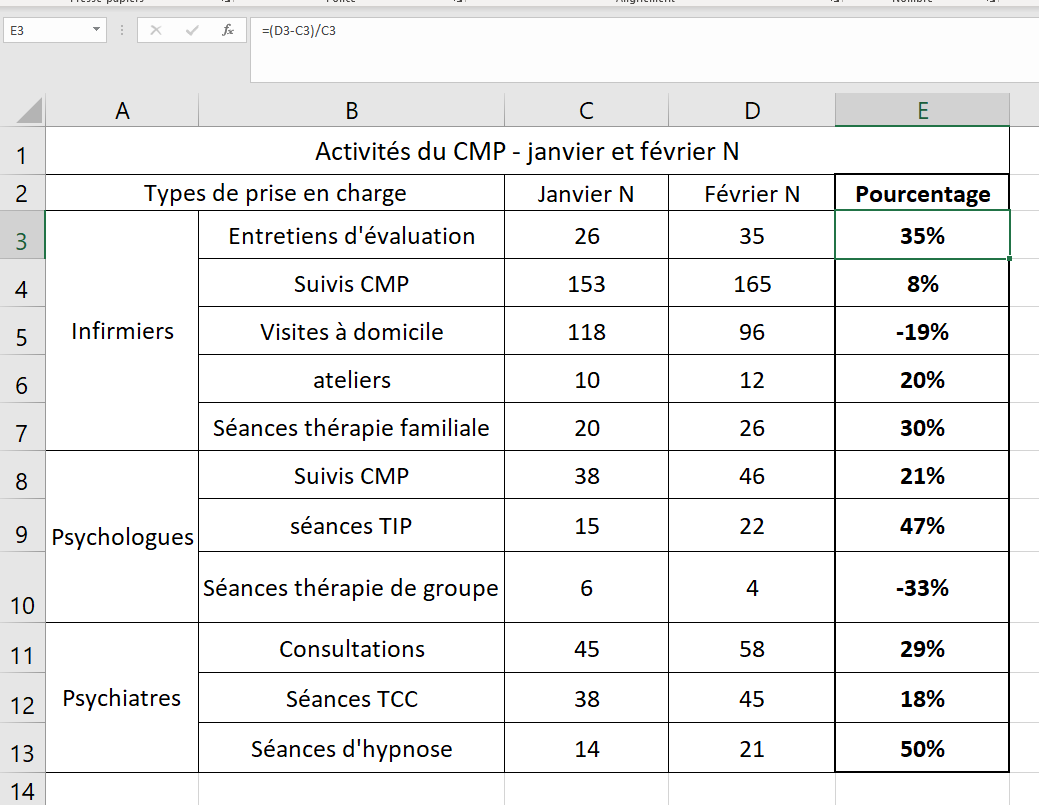 E3 fx =(D3-C3)/C3
A B C D E
1 Activités du CMP - janvier et février N
2 Types de prise en charge Janvier N Février N Pourcentage
3 Entretiens d'évaluation 26 35 35%
4 Suivis CMP 153 165 8%
5 Infirmiers Visites à domicile 118 96 -19%
6 ateliers 10 12 20%
7 Séances thérapie familiale 20 26 30%
8 Suivis CMP 38 46 21%
9 Psychologues séances TIP 15 22 47%
10 Séances thérapie de groupe 6 4 -33%
11 Consultations 45 58 29%
12 Psychiatres Séances TCC 38 45 18%
13 Séances d'hypnose 14 21 50%
14